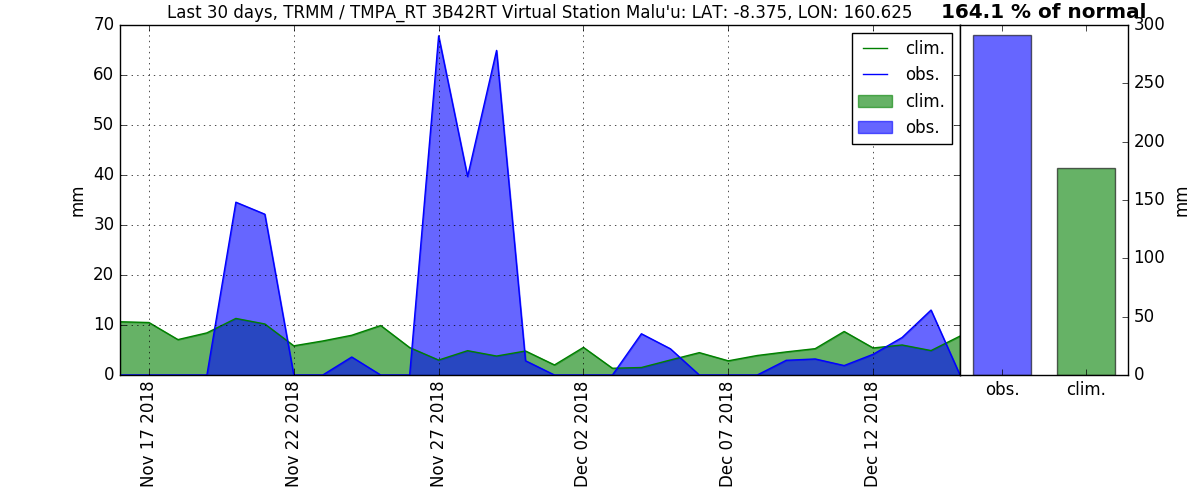 Last 30 days, TRMM / TMPA_RT 3B42RT Virtual Station Malu'u: LAT: -8.375, LON: 160.625
164.1 % of normal
70
60
50
40
30
20
10
0
mm
clim.
obs.
clim.
obs.
Nov 17 2018
Nov 22 2018
Nov 27 2018
Dec 02 2018
Dec 07 2018
Dec 12 2018
300
250
200
150
100
50
0
mm
obs.
clim.